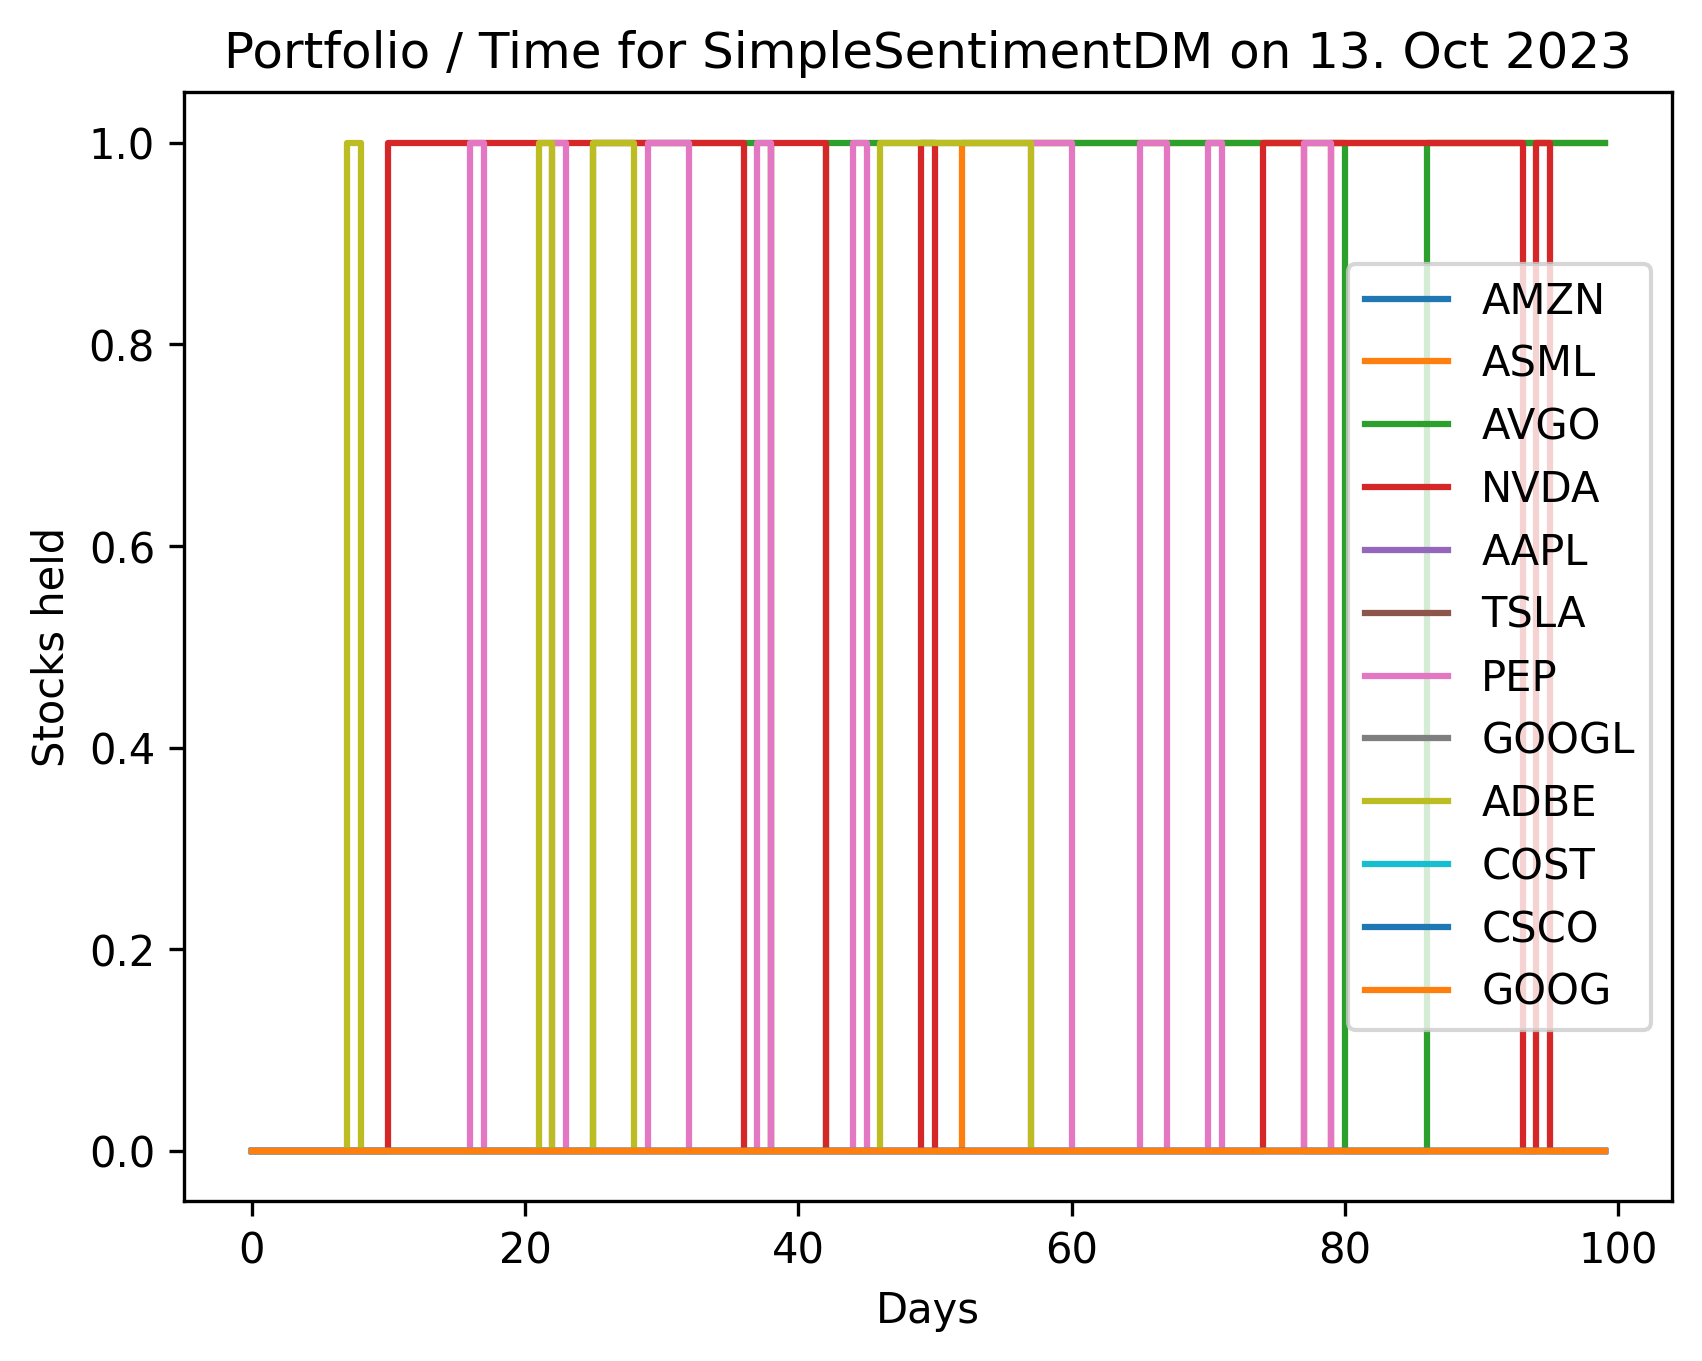 Portfolio / Time for SimpleSentimentDM on 13. Oct 2023
1.0
0.8
0.6
0.4
0.2
0.0
Stocks held
AMZN
ASML
AVGO
NVDA
AAPL
TSLA
PEP
GOOGL
ADBE
COST
CSCO
GOOG
0 20 40 60 80 100
Days